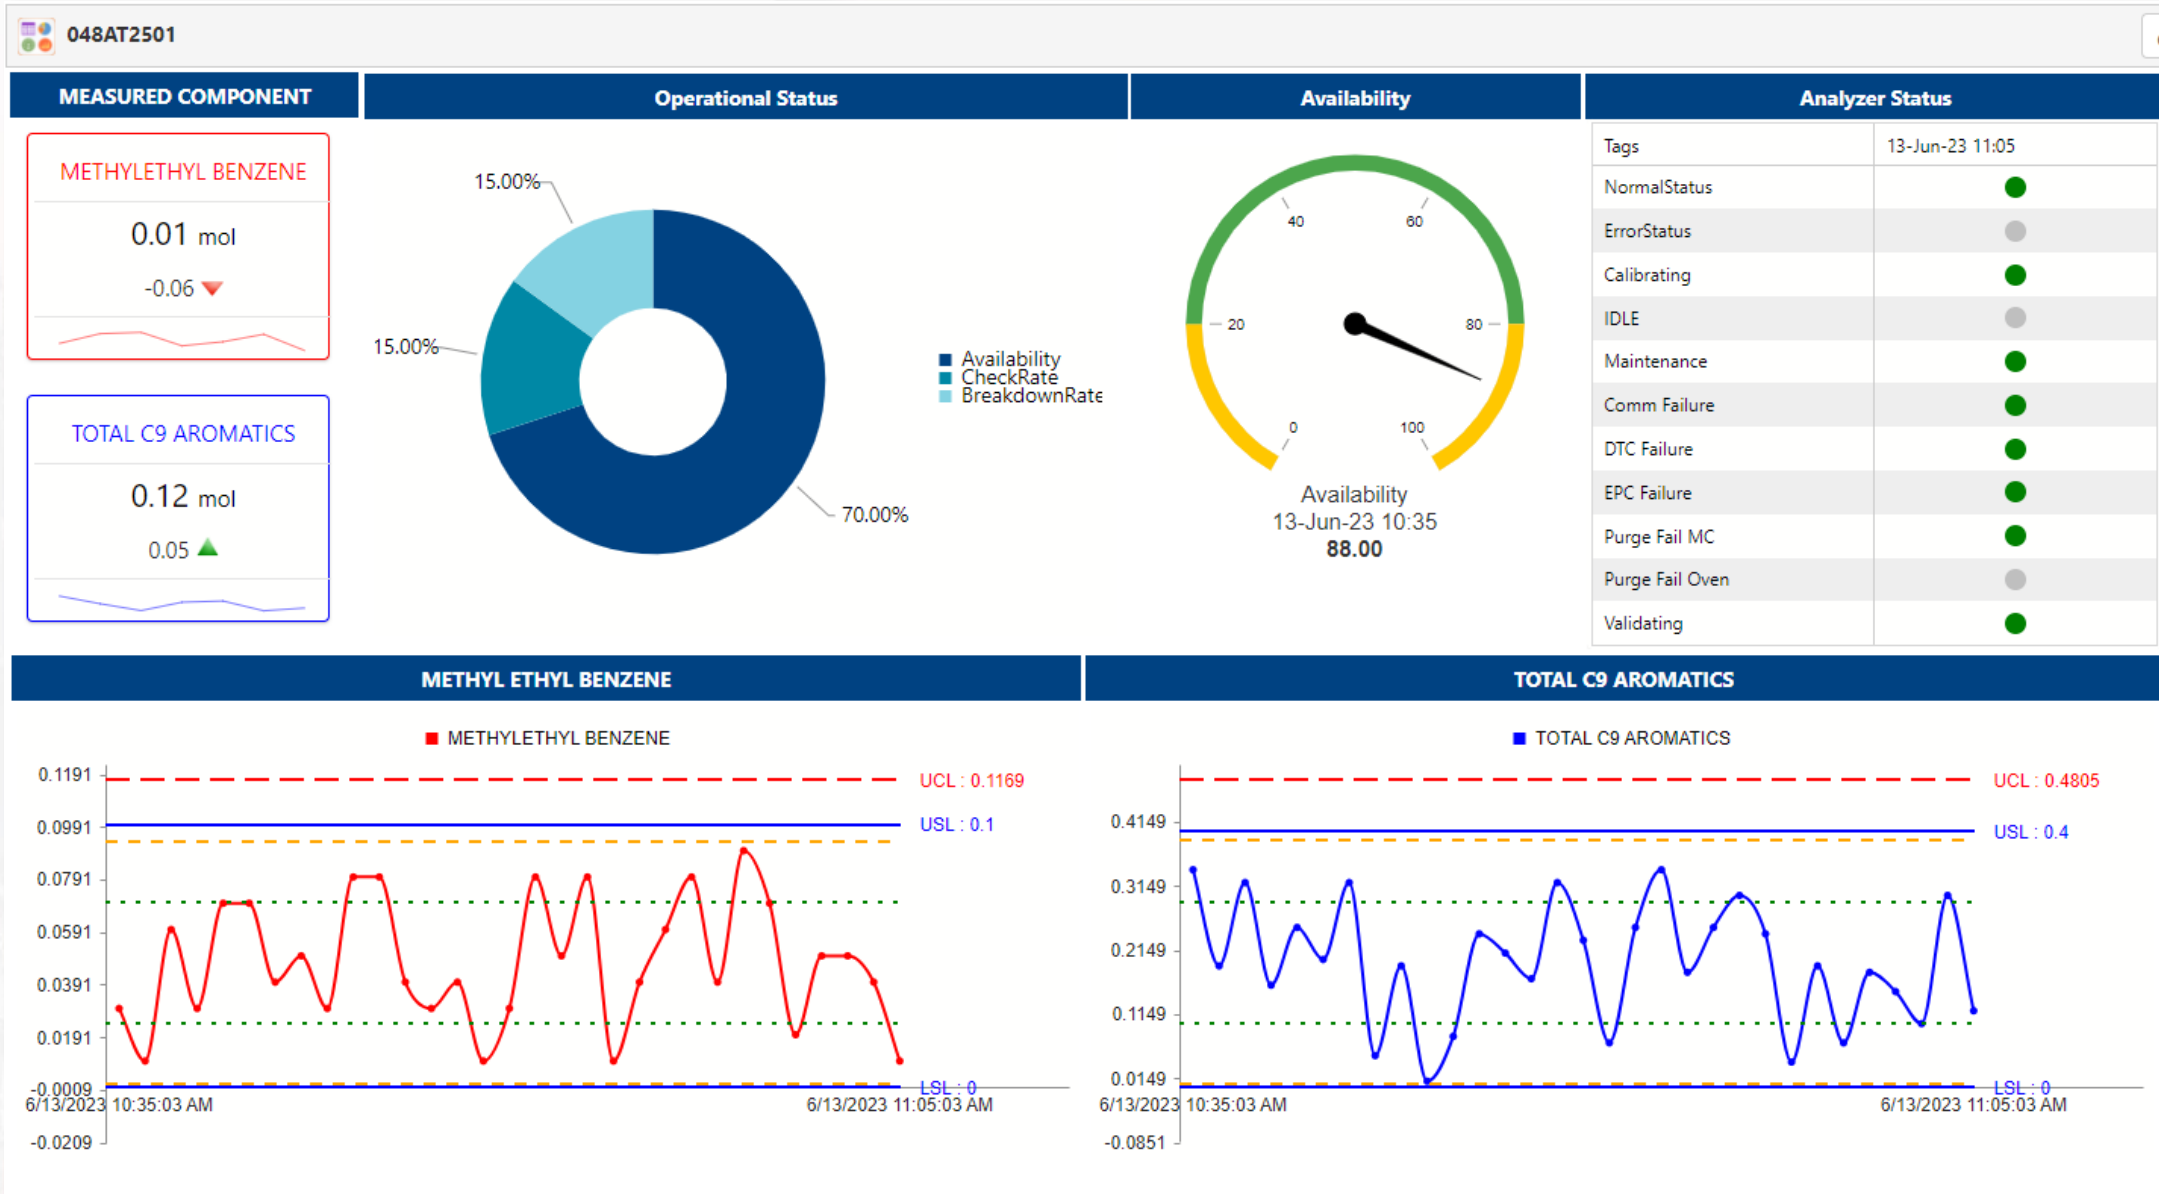 048AT2501
MEASURED COMPONENT
METHYLETHYL BENZENE
0.01 mol
-0.06
TOTAL C9 AROMATICS
0.12 mol
0.05
Operational Status
15.00%
15.00%
70.00%
Availability
CheckRate
BreakdownRate
Availability
0
20
40
60
80
100
Availability
13-Jun-23 10:35
88.00
Analyzer Status
Tags 13-Jun-23 11:05
NormalStatus
ErrorStatus
Calibrating
IDLE
Maintenance
Comm Failure
DTC Failure
EPC Failure
Purge Fail MC
Purge Fail Oven
Validating
METHYL ETHYL BENZENE
METHYLETHYL BENZENE
0.1191
0.0991
0.0791
0.0591
0.0391
0.0191
-0.0009
-0.0209
UCL : 0.1169
USL : 0.1
LSL : 0
6/13/2023 10:35:03 AM
6/13/2023 11:05:03 AM
TOTAL C9 AROMATICS
TOTAL C9 AROMATICS
0.4149
0.3149
0.2149
0.1149
0.0149
-0.0851
UCL : 0.4805
USL : 0.4
LSL : 0
6/13/2023 10:35:03 AM
6/13/2023 11:05:03 AM